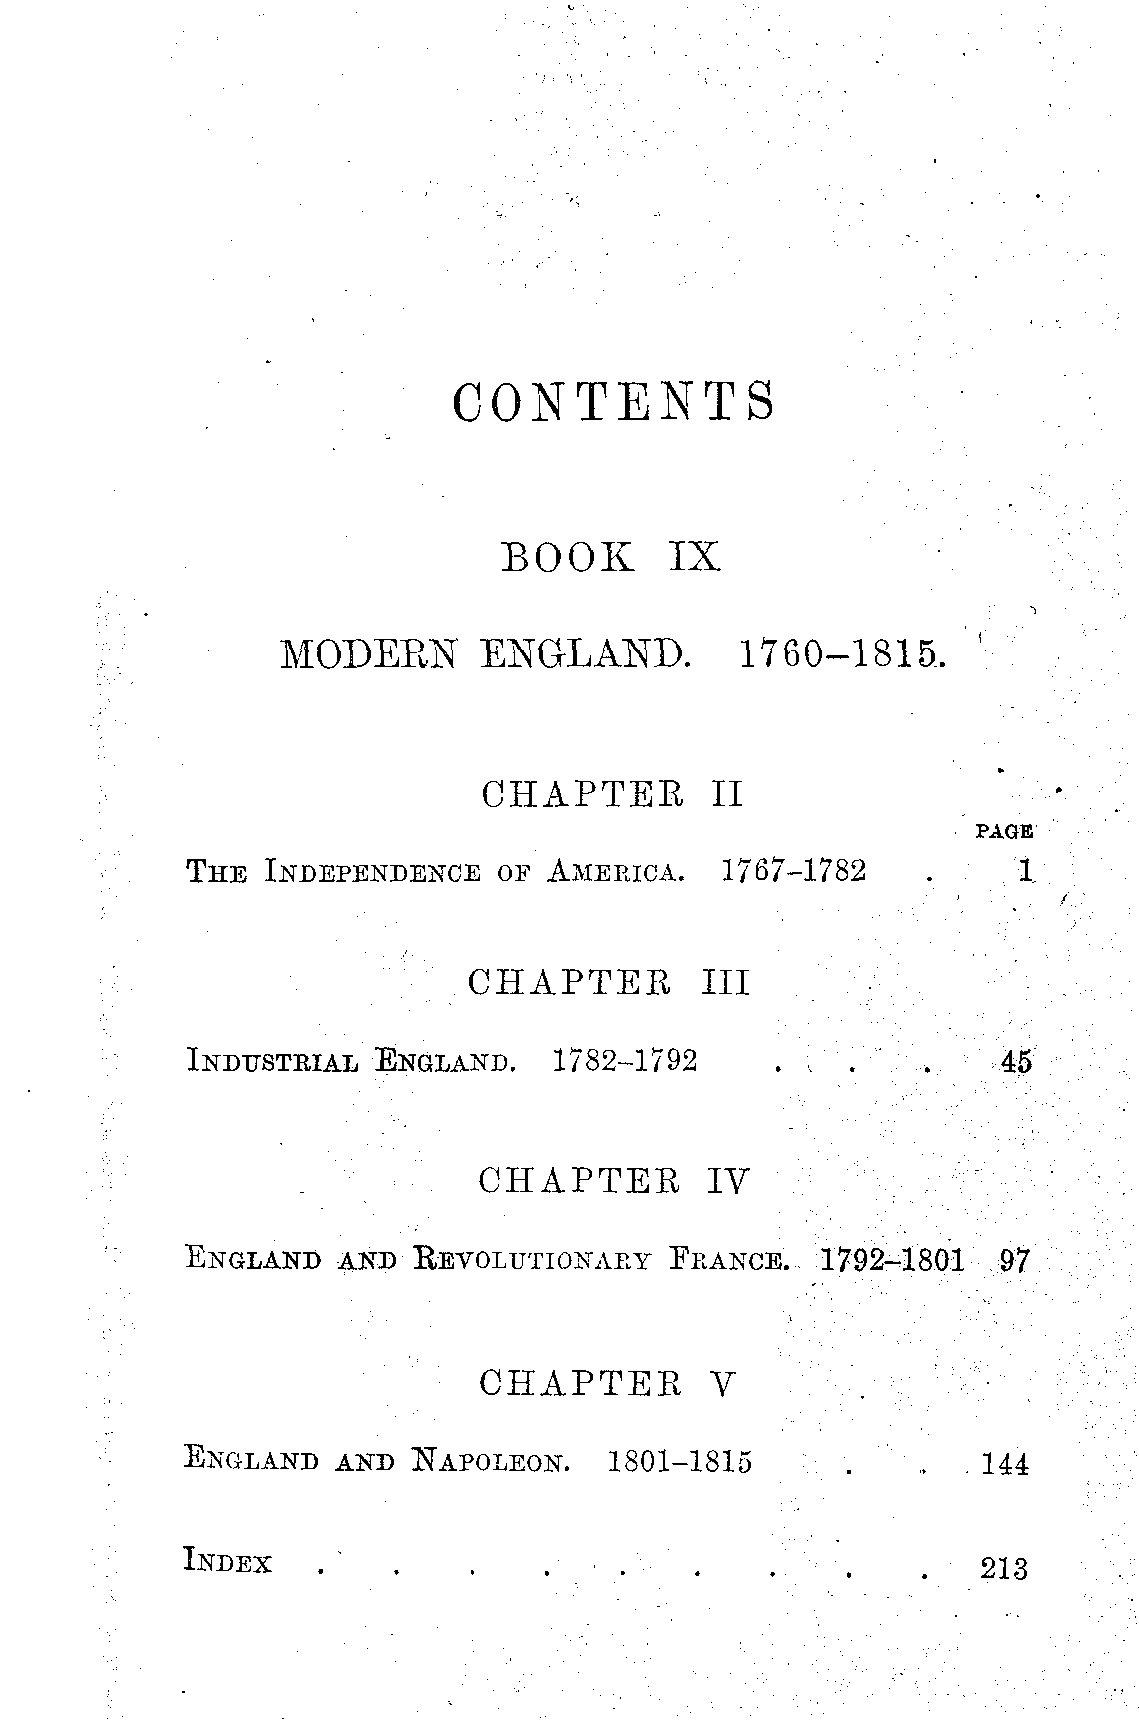 CONTENTS
BOOK IX
MODERN ENGLAND. 1760–1815.
CHAPTER II
PAGE
THE INDEPENDENCE OF AMERICA. 1767–1782 . 1
CHAPTER III
INDUSTRIAL ENGLAND. 1782–1792 . . . 45
CHAPTER IV
ENGLAND AND REVOLUTIONARY FRANCE. 1792–1801 97
CHAPTER V
ENGLAND AND NAPOLEON. 1801–1815 . . 144
INDEX . . . . . . . . . 213